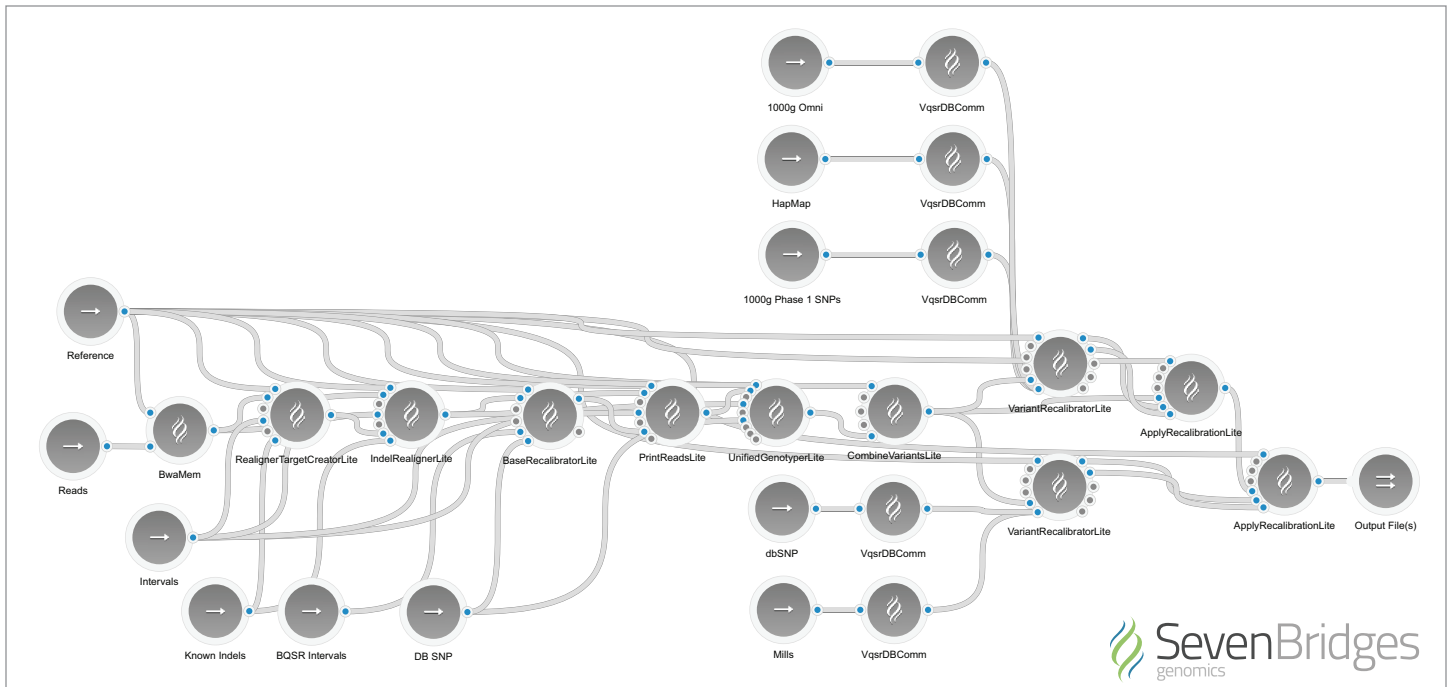 1000g Omni
VqsrDBComm
HapMap
VqsrDBComm
1000g Phase 1 SNPs
VqsrDBComm
Reference
VariantRecalibratorLite
ApplyRecalibrationLite
Reads
BwaMem
RealignerTargetCreatorLite
IndelRealignerLite
BaseRecalibratorLite
PrintReadsLite
UnifiedGenotyperLite
CombineVariantsLite
ApplyRecalibrationLite
Output File(s)
VariantRecalibratorLite
dbSNP
VqsrDBComm
Intervals
Known Indels
BQSR Intervals
DB SNP
Mills
VqsrDBComm
SevenBridges
genomics